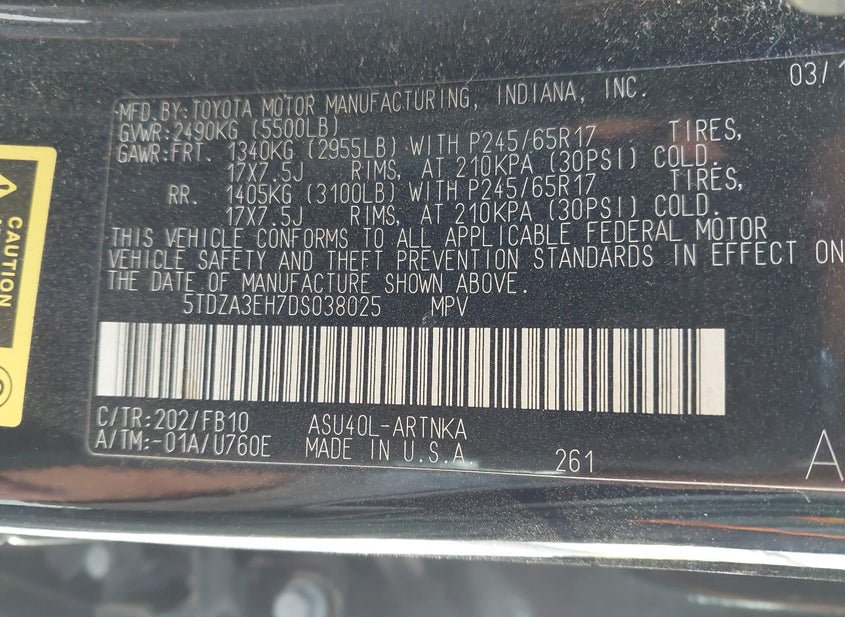 03/1
MFD.BY:TOYOTA MOTOR MANUFACTURING, INDIANA, INC.
GVWR:2490KG (5500LB)
GAWR:FRT. 1340KG (2955LB) WITH P245/65R17 TIRES,
17X7.5J RIMS, AT 210KPA (30PSI) COLD.
RR. 1405KG (3100LB) WITH P245/65R17 TIRES,
17X7.5J RIMS, AT 210KPA (30PSI) COLD.
THIS VEHICLE CONFORMS TO ALL APPLICABLE FEDERAL MOTOR
VEHICLE SAFETY AND THEFT PREVENTION STANDARDS IN EFFECT ON
THE DATE OF MANUFACTURE SHOWN ABOVE.
5TDZA3EH7DS038025 MPV
C/TR:202/FB10 ASU40L-ARTNKA
A/TM:-01A/U760E MADE IN U.S.A 261
A
CAUTION